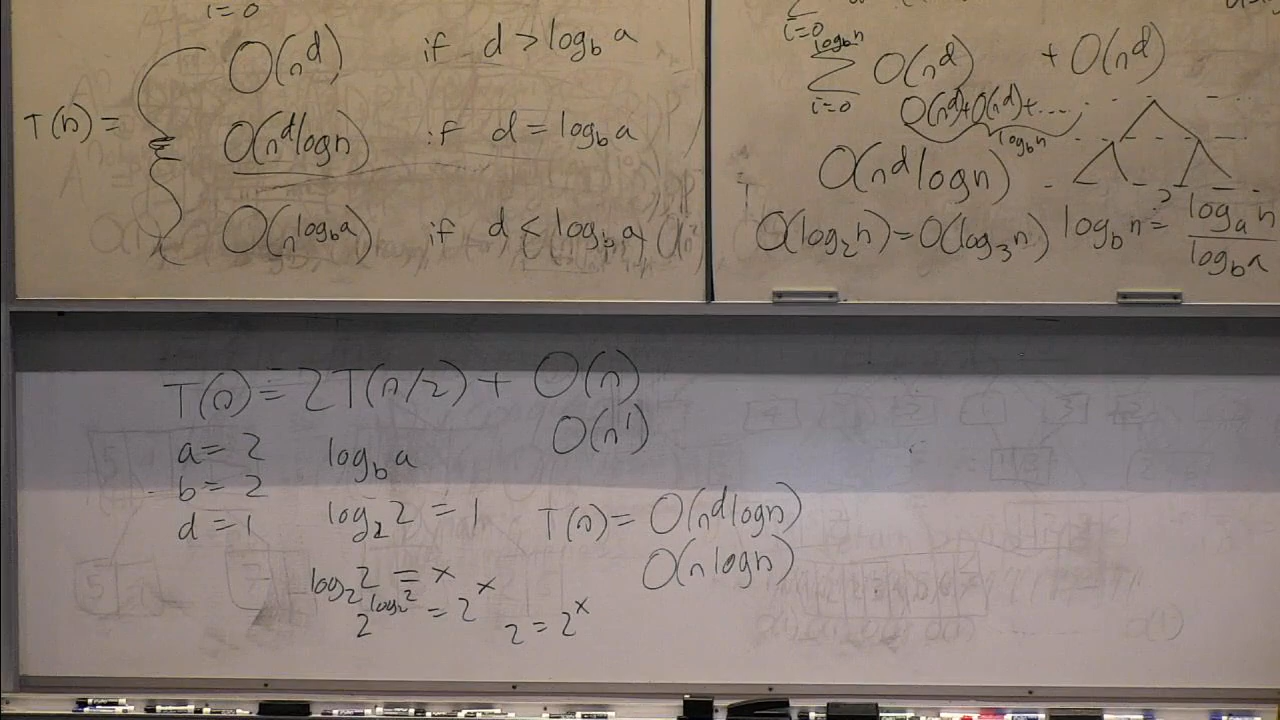 i=0
T(n) =
O(n^d) if d > log_b a
O(n^d log n) if d = log_b a
O(n^{log_b a}) if d < log_b a
i=0
∑_{i=0}^{log_b n} O(n^d) + O(n^d)
O(n^d)+O(n^d)+....
log_b n
O(n^d log n)
O(log_2 n) = O(log_3 n) log_b n =^? \frac{log_a n}{log_b a}
T(n) = 2T(n/2) + O(n)
O(n^1)
a = 2 log_b a
b = 2
d = 1 log_2 2 = 1 T(n) = O(n^d log n)
O(n log n)
log_2 2 = x
2^{log_2 2} = 2^x 2 = 2^x